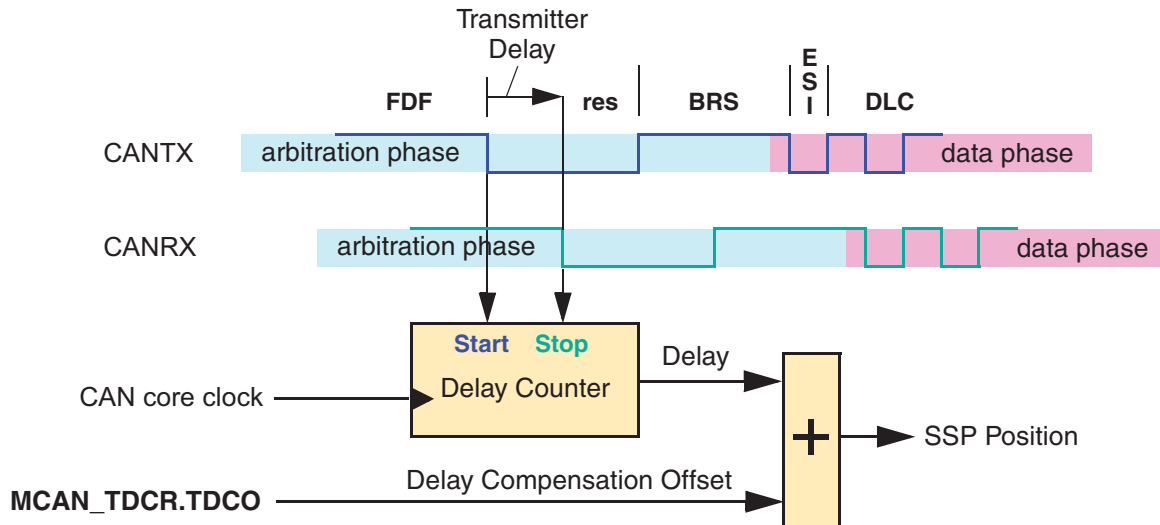 Transmitter
Delay
FDF
res
BRS
ESI
DLC
CANTX
arbitration phase
data phase
CANRX
arbitration phase
data phase
Start
Stop
Delay Counter
Delay
CAN core clock
+
SSP Position
Delay Compensation Offset
MCAN_TDCR.TDCO